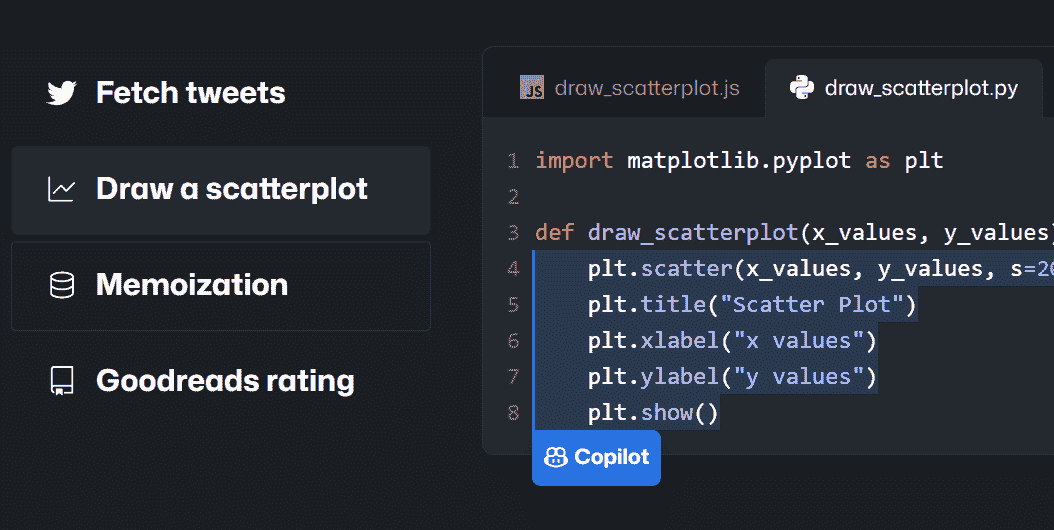 Fetch tweets
Draw a scatterplot
Memoization
Goodreads rating
JS draw_scatterplot.js
draw_scatterplot.py
1 import matplotlib.pyplot as plt
2
3 def draw_scatterplot(x_values, y_values)
4 plt.scatter(x_values, y_values, s=20
5 plt.title("Scatter Plot")
6 plt.xlabel("x values")
7 plt.ylabel("y values")
8 plt.show()
Copilot